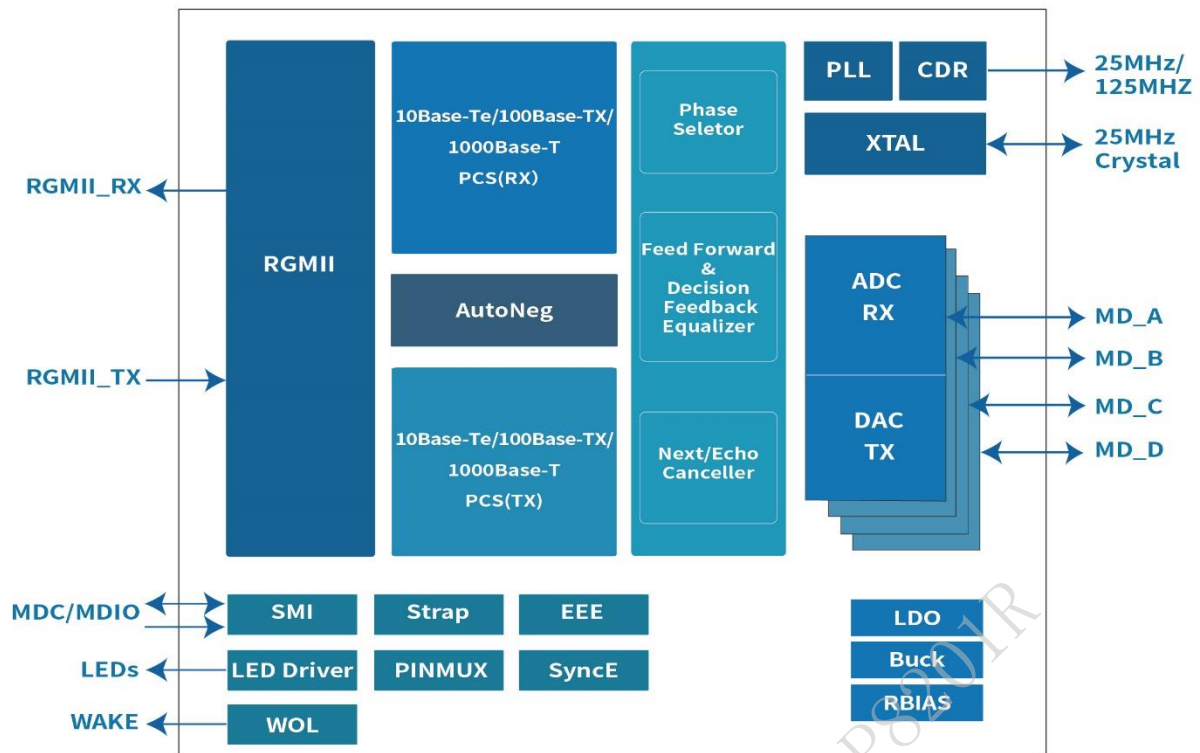 10Base-Te/100Base-TX/
1000Base-T
PCS(RX)
Phase
Seletor
PLL
CDR
25MHz/
125MHZ
XTAL
25MHz
Crystal
RGMII_RX
RGMII
Feed Forward
&
Decision
Feedback
Equalizer
ADC
RX
AutoNeg
MD_A
MD_B
RGMII_TX
MD_C
DAC
TX
MD_D
10Base-Te/100Base-TX/
1000Base-T
PCS(TX)
Next/Echo
Canceller
MDC/MDIO
SMI
Strap
EEE
LDO
LEDs
LED Driver
PINMUX
SyncE
Buck
WAKE
WOL
RBIAS
P8201R